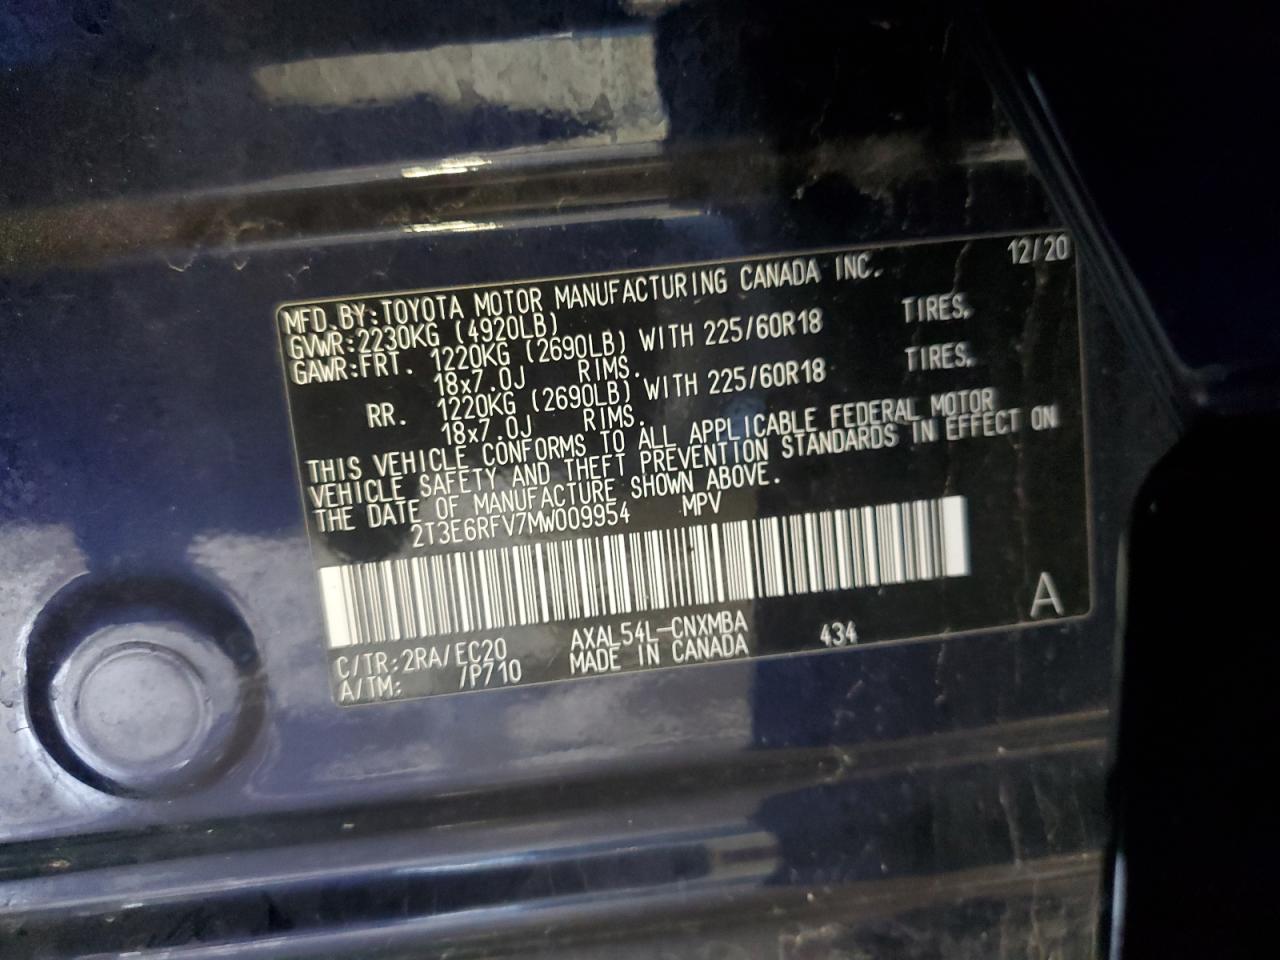 12/20
MFD.BY:TOYOTA MOTOR MANUFACTURING CANADA INC.
GVWR:2230KG (4920LB)
GAWR:FRT. 1220KG (2690LB) WITH 225/60R18 TIRES,
18x7.0J RIMS.
RR. 1220KG (2690LB) WITH 225/60R18 TIRES,
18x7.0J RIMS.
THIS VEHICLE CONFORMS TO ALL APPLICABLE FEDERAL MOTOR
VEHICLE SAFETY AND THEFT PREVENTION STANDARDS IN EFFECT ON
THE DATE OF MANUFACTURE SHOWN ABOVE.
2T3E6RFV7MW009954 MPV
A
C/TR:2RA/EC20 AXAL54L-CNXMBA 434
A/TM: /P710 MADE IN CANADA